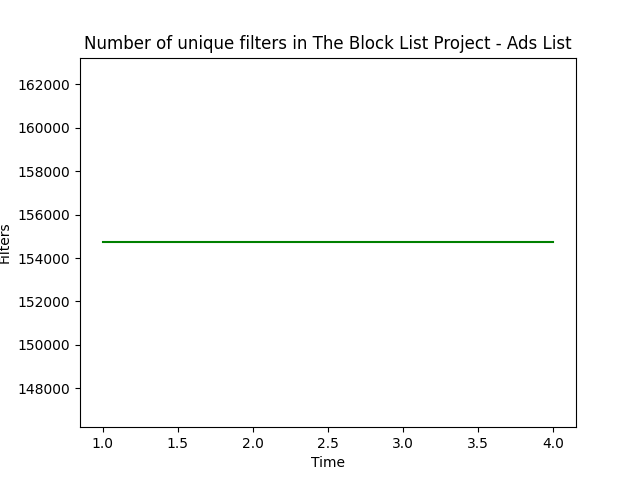 Number of unique filters in The Block List Project - Ads List
162000
160000
158000
156000
154000
152000
150000
148000
Filters
1.0 1.5 2.0 2.5 3.0 3.5 4.0
Time